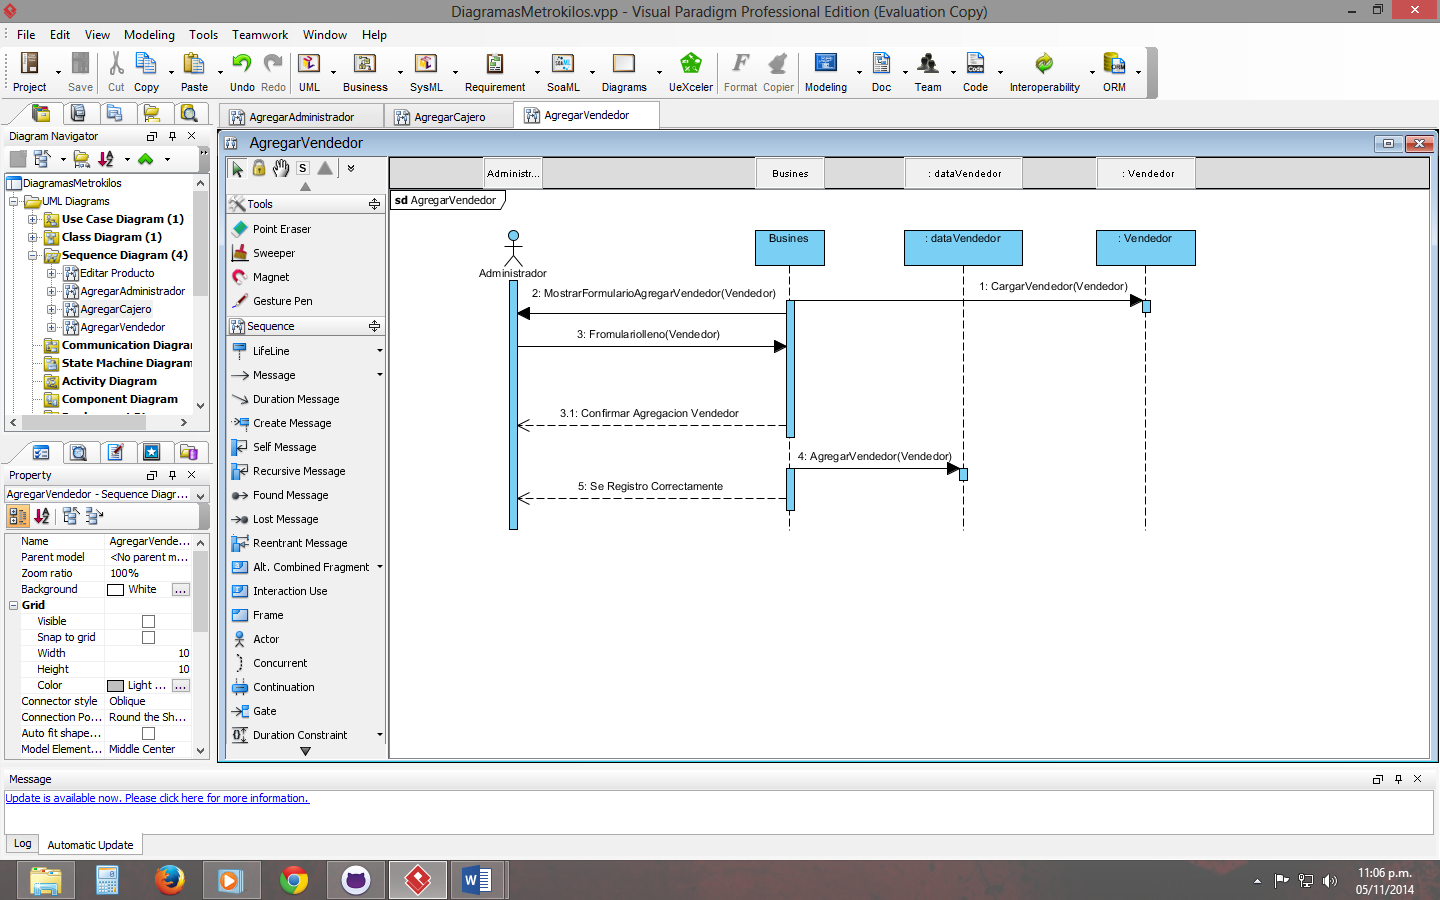 DiagramasMetrokilos.vpp - Visual Paradigm Professional Edition (Evaluation Copy)
File Edit View Modeling Tools Teamwork Window Help
Project Save Cut Copy Paste Undo Redo UML Business SysML Requirement SoaML Diagrams UeXceler Format Copier Modeling Doc Team Code Interoperability ORM
AgregarAdministrador AgregarCajero AgregarVendedor
Diagram Navigator
DiagramasMetrokilos
UML Diagrams
Use Case Diagram (1)
Class Diagram (1)
Sequence Diagram (4)
Editar Producto
AgregarAdministrador
AgregarCajero
AgregarVendedor
Communication Diagra
State Machine Diagram
Activity Diagram
Component Diagram
Property
AgregarVendedor - Sequence Diagr...
Name AgregarVende...
Parent model <No parent m...
Zoom ratio 100%
Background White ...
Grid
Visible
Snap to grid
Width 10
Height 10
Color Light ... ...
Connector style Oblique
Connection Po... Round the Sh...
Auto fit shape...
Model Element... Middle Center
AgregarVendedor
S
Tools
Point Eraser
Sweeper
Magnet
Gesture Pen
Sequence
LifeLine
Message
Duration Message
Create Message
Self Message
Recursive Message
Found Message
Lost Message
Reentrant Message
Alt. Combined Fragment
Interaction Use
Frame
Actor
Concurrent
Continuation
Gate
Duration Constraint
Administr... Busines : dataVendedor : Vendedor
sd AgregarVendedor
Busines : dataVendedor : Vendedor
Administrador
1: CargarVendedor(Vendedor)
2: MostrarFormularioAgregarVendedor(Vendedor)
3: Fromulariolleno(Vendedor)
3.1: Confirmar Agregacion Vendedor
4: AgregarVendedor(Vendedor)
5: Se Registro Correctamente
Message
Update is available now. Please click here for more information.
Log Automatic Update
11:06 p.m.
05/11/2014